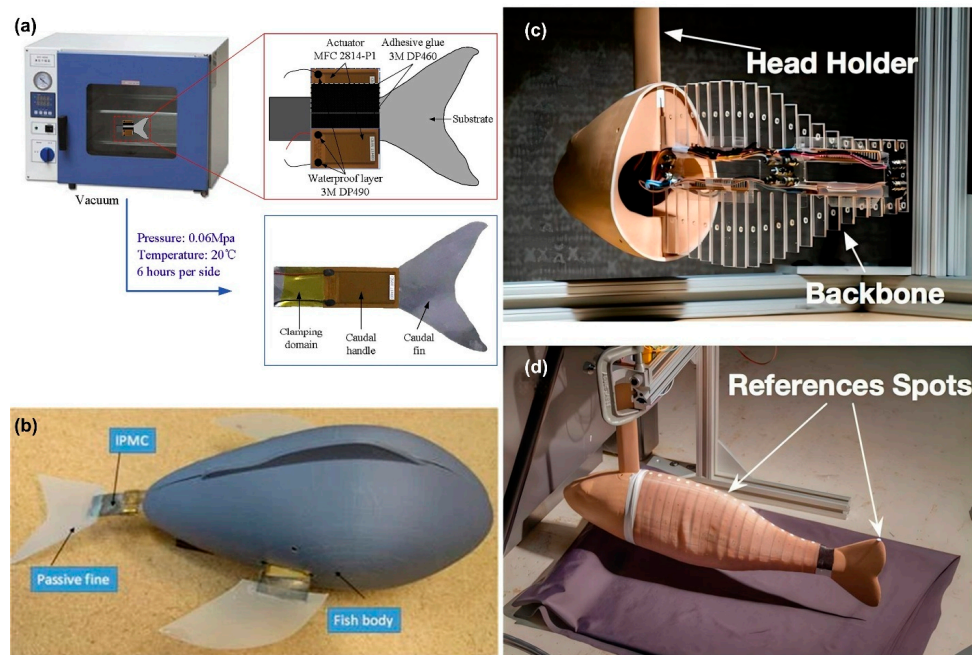 (a)
Actuator
MFC 2814-P1
Adhesive glue
3M DP460
Substrate
Waterproof layer
3M DP490
Vacuum
Pressure: 0.06Mpa
Temperature: 20℃
6 hours per side
Clamping
domain
Caudal
handle
Caudal
fin
(b)
IPMC
Passive fine
Fish body
(c)
Head Holder
Backbone
(d)
References Spots